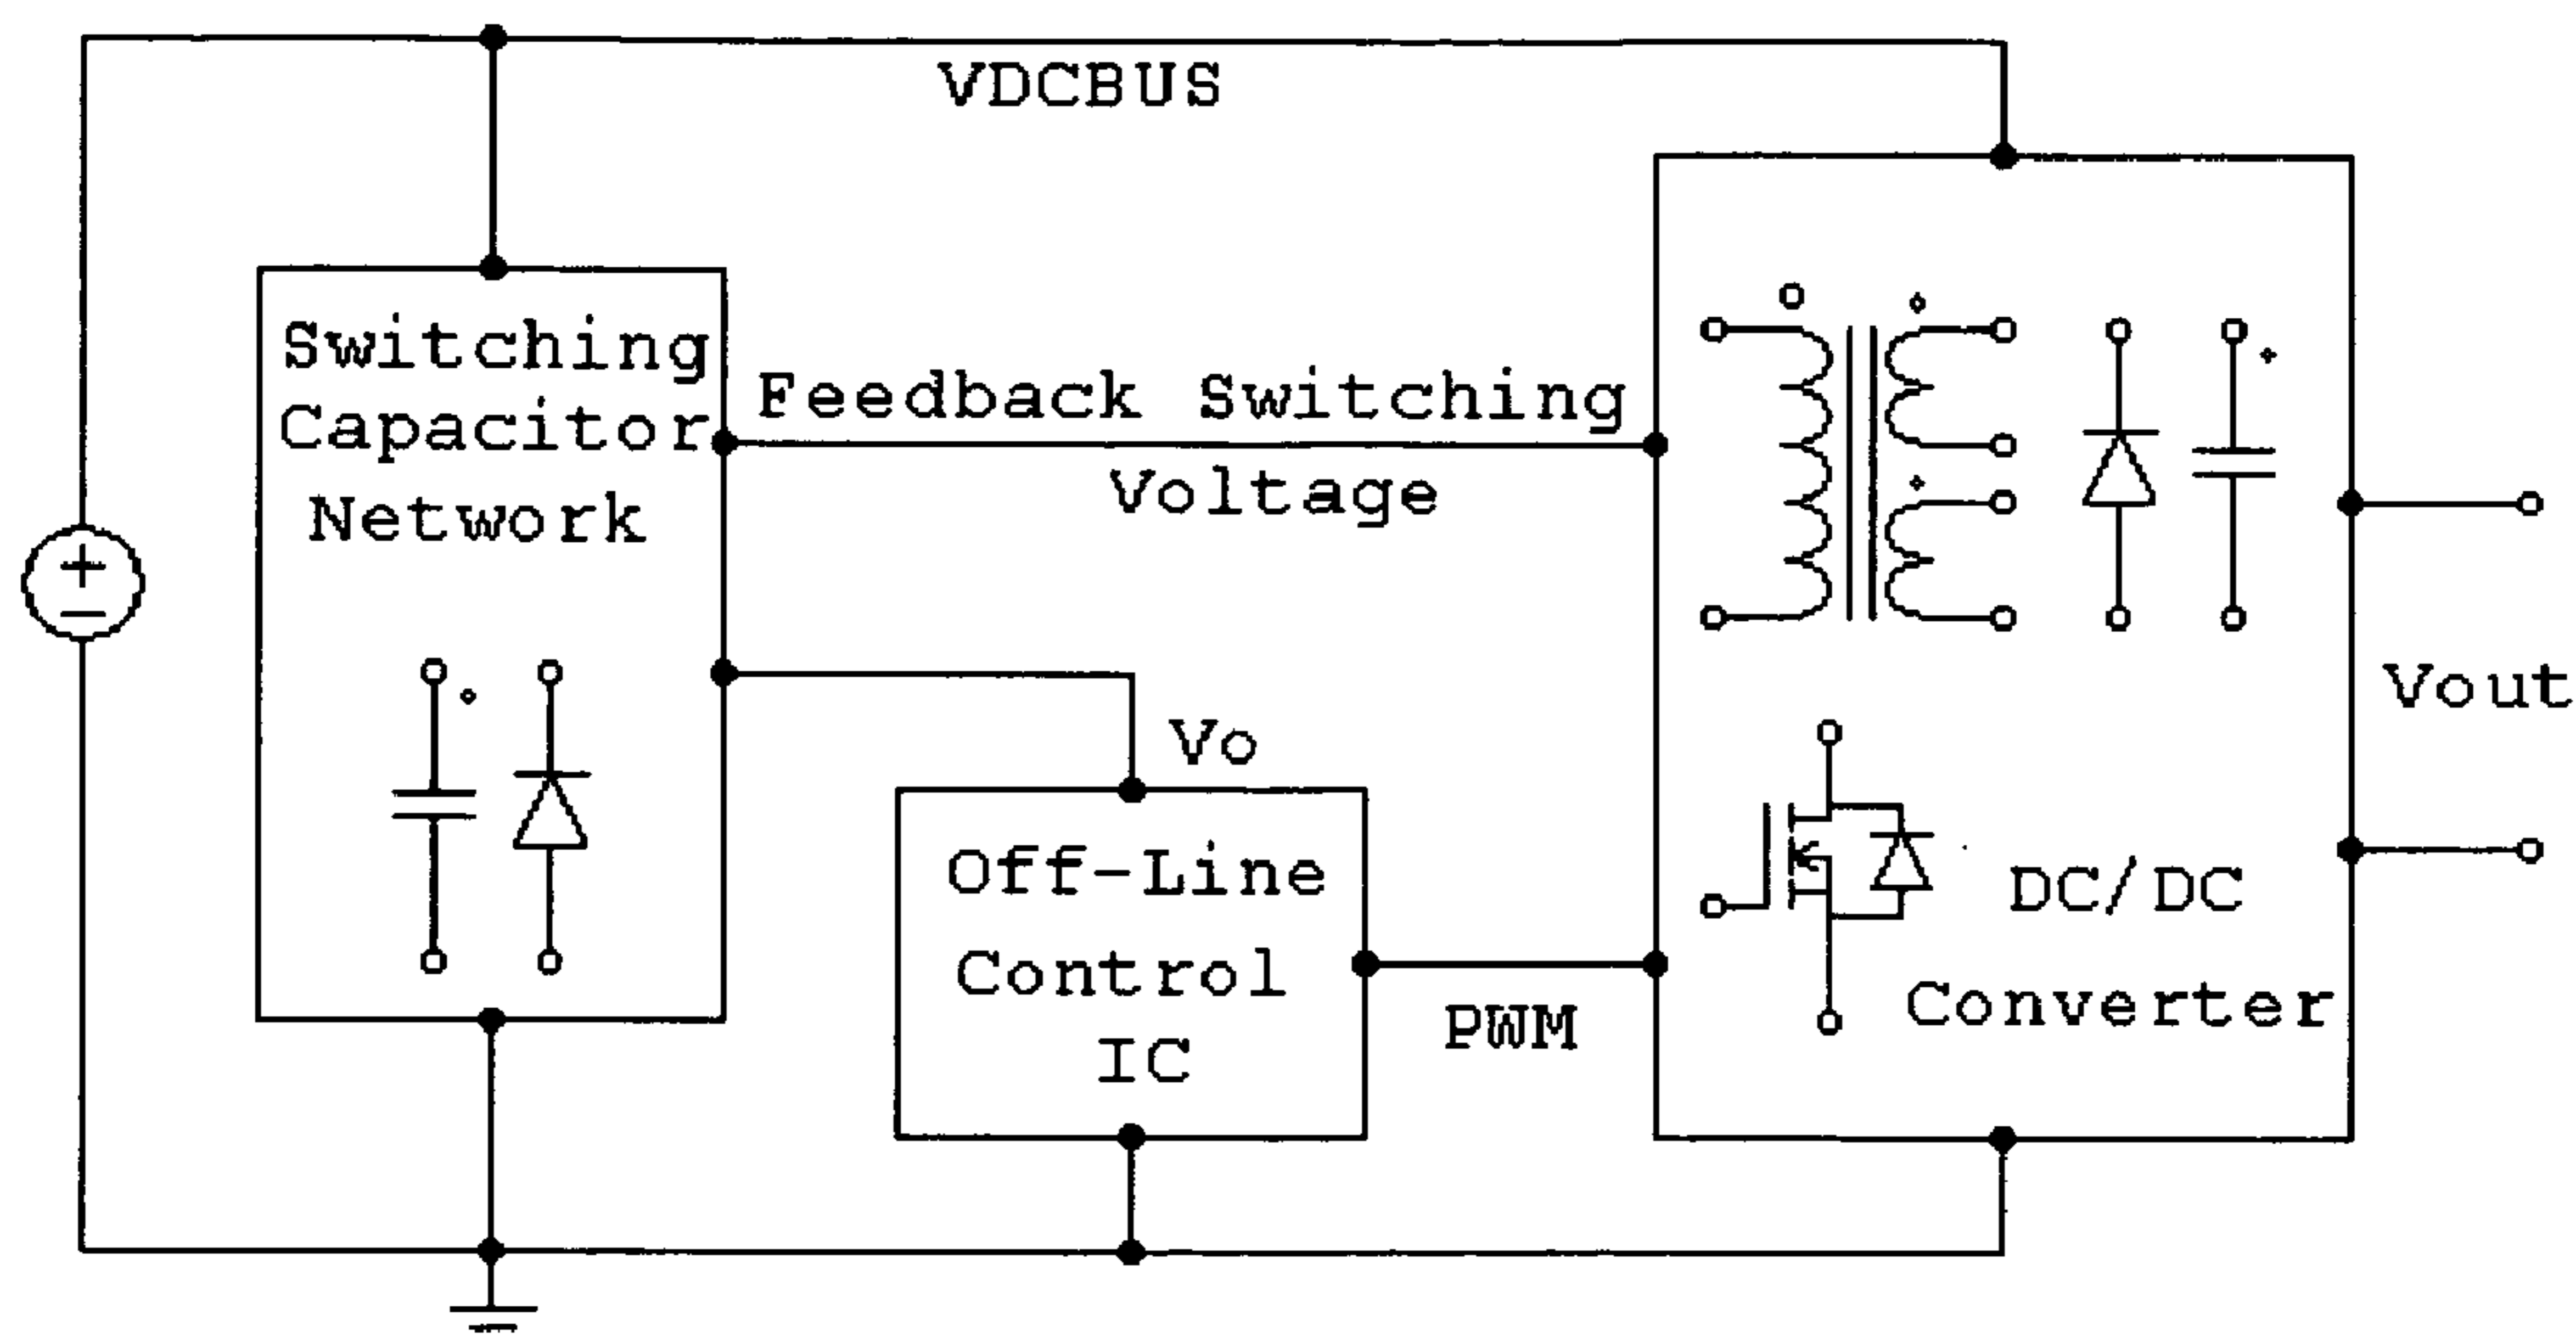 VDCBUS
Switching
Capacitor
Network
Feedback Switching
Voltage
Vo
Off-Line
Control
IC
PWM
DC/DC
Converter
Vout